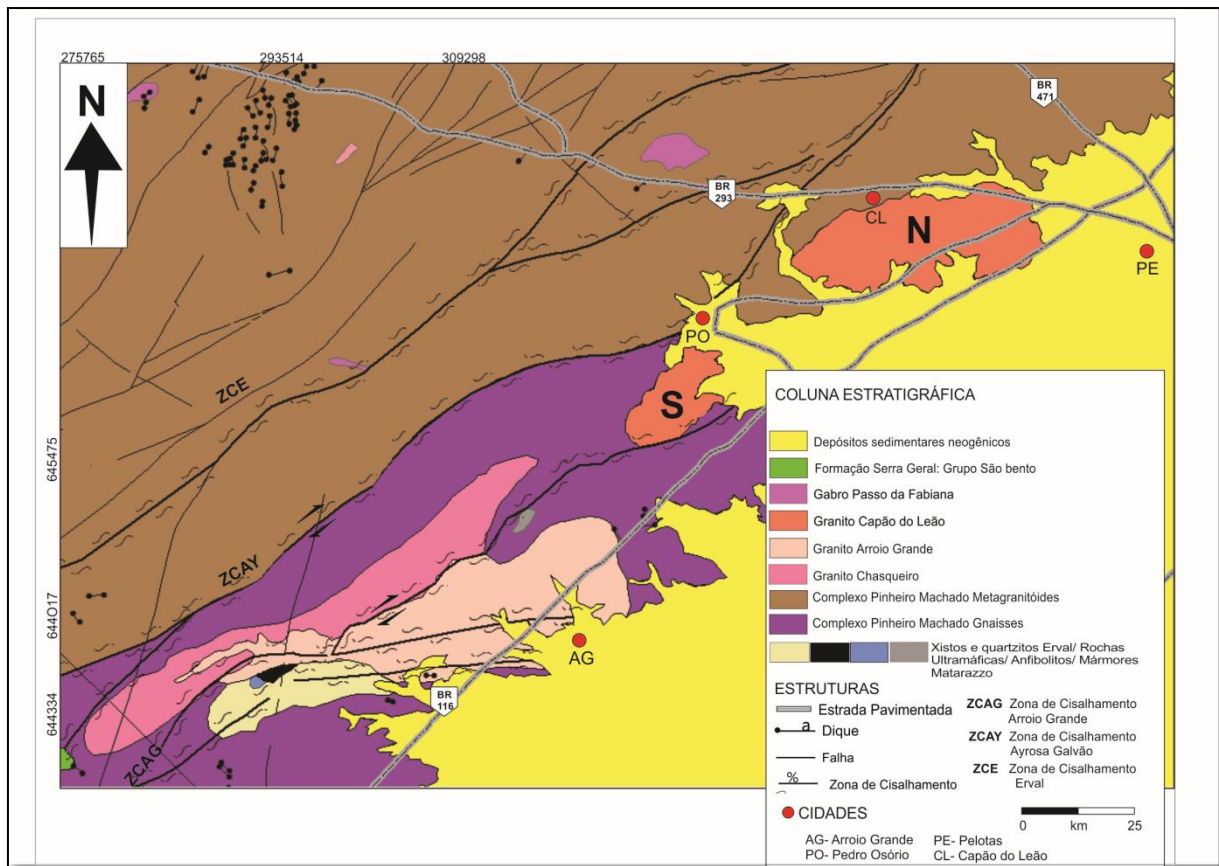 275765 293514 309298
N
BR
471
BR
293
CL
N
PE
PO
ZCE
S
645475
ZCAY
644017
AG
BR
116
644334
ZCAG
COLUNA ESTRATIGRÁFICA
Depósitos sedimentares neogênicos
Formação Serra Geral: Grupo São bento
Gabro Passo da Fabiana
Granito Capão do Leão
Granito Arroio Grande
Granito Chasqueiro
Complexo Pinheiro Machado Metagranitóides
Complexo Pinheiro Machado Gnaisses
Xistos e quartzitos Erval/ Rochas
Ultramáficas/ Anfibolitos/ Mármores
Matarazzo
ESTRUTURAS
Estrada Pavimentada
a Dique
Falha
% Zona de Cisalhamento
ZCAG Zona de Cisalhamento
Arroio Grande
ZCAY Zona de Cisalhamento
Ayrosa Galvão
ZCE Zona de Cisalhamento
Erval
0 km 25
CIDADES
AG- Arroio Grande PE- Pelotas
PO- Pedro Osório CL- Capão do Leão